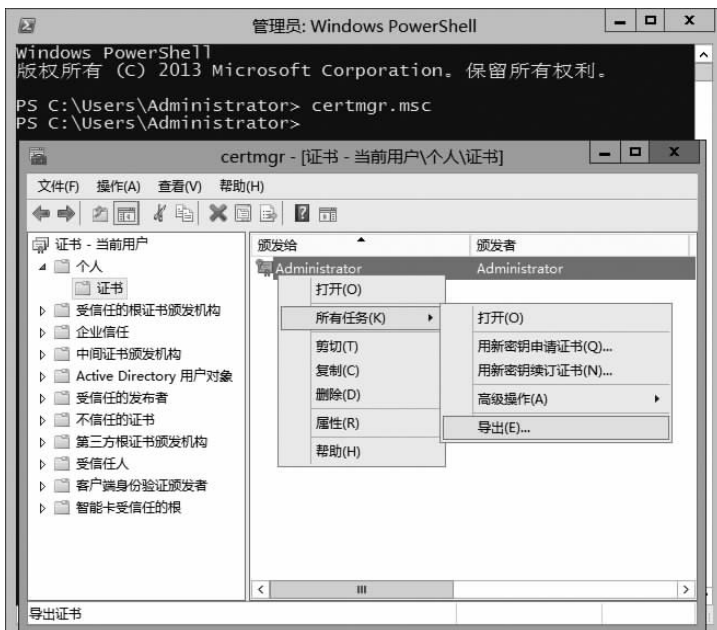 管理员: Windows PowerShell
Windows PowerShell
版权所有 (C) 2013 Microsoft Corporation。保留所有权利。
PS C:\Users\Administrator> certmgr.msc
PS C:\Users\Administrator>
certmgr - [证书 - 当前用户\个人\证书]
文件(F) 操作(A) 查看(V) 帮助(H)
证书 - 当前用户
个人
证书
受信任的根证书颁发机构
企业信任
中间证书颁发机构
Active Directory 用户对象
受信任的发布者
不信任的证书
第三方根证书颁发机构
受信任人
客户端身份验证颁发者
智能卡受信任的根
颁发给 颁发者
Administrator Administrator
打开(O)
所有任务(K)
剪切(T)
复制(C)
删除(D)
属性(R)
帮助(H)
打开(O)
用新密钥申请证书(Q)...
用新密钥续订证书(N)...
高级操作(A)
导出(E)...
导出证书